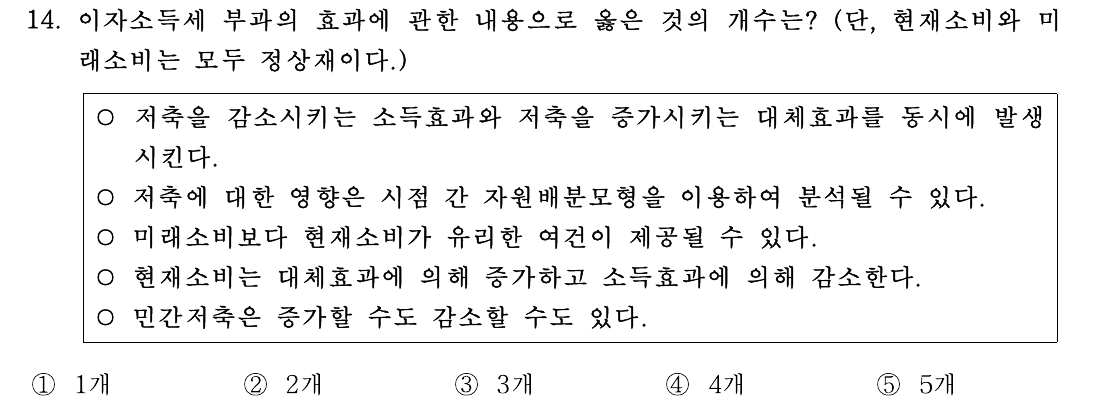 14. 이자소득세 부과의 효과에 관한 내용으로 옳은 것의 개수는? (단, 현재소비와 미
래소비는 모두 정상재이다.)
○ 저축을 감소시키는 소득효과와 저축을 증가시키는 대체효과를 동시에 발생
시킨다.
○ 저축에 대한 영향은 시점 간 자원배분모형을 이용하여 분석될 수 있다.
○ 미래소비보다 현재소비가 유리한 여건이 제공될 수 있다.
○ 현재소비는 대체효과에 의해 증가하고 소득효과에 의해 감소한다.
○ 민간저축은 증가할 수도 감소할 수도 있다.
① 1개 ② 2개 ③ 3개 ④ 4개 ⑤ 5개